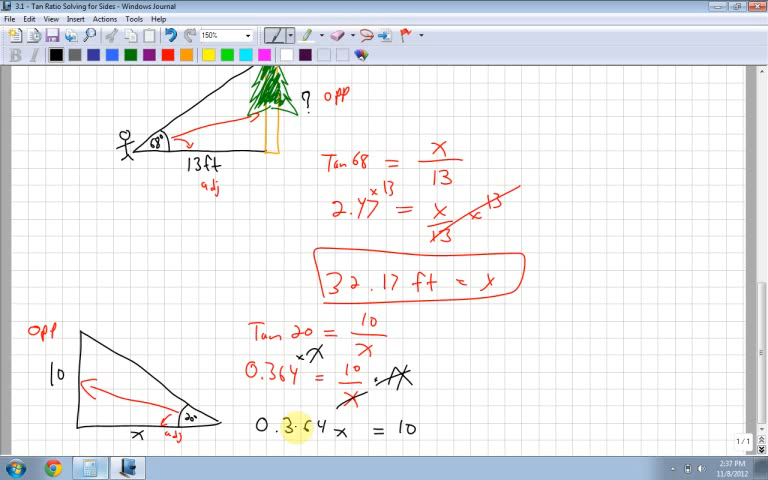 3.1 - Tan Ratio Solving for Sides - Windows Journal
File Edit View Insert Actions Tools Help
150%
B I
? opp
68°
13ft
adj
Tan 68 = x/13
2.47 x 13 = x/13 x 13
32.17 ft = x
opp
10
20°
x adj
Tan 20 = 10/x
0.364 x x = 10/x · x
0.364 x = 10
1/1
2:37 PM
11/8/2012